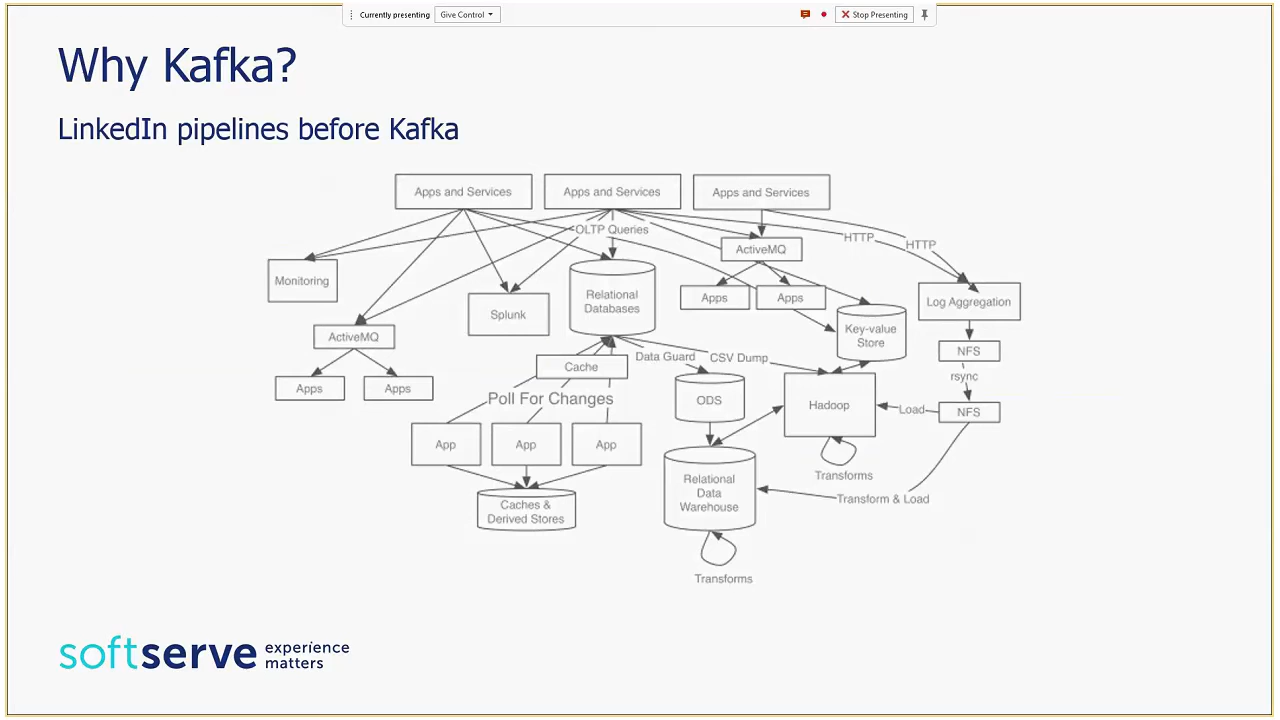 Currently presenting
Give Control
Stop Presenting
Why Kafka?
LinkedIn pipelines before Kafka
Apps and Services
Apps and Services
Apps and Services
OLTP Queries
HTTP
HTTP
ActiveMQ
Monitoring
Relational
Databases
Apps
Apps
Log Aggregation
Splunk
Key-value
Store
ActiveMQ
NFS
Data Guard
CSV Dump
Cache
rsync
Apps
Apps
Poll For Changes
ODS
Hadoop
Load
NFS
App
App
App
Transforms
Relational
Data
Warehouse
Transform & Load
Caches &
Derived Stores
Transforms
softserve
experience
matters